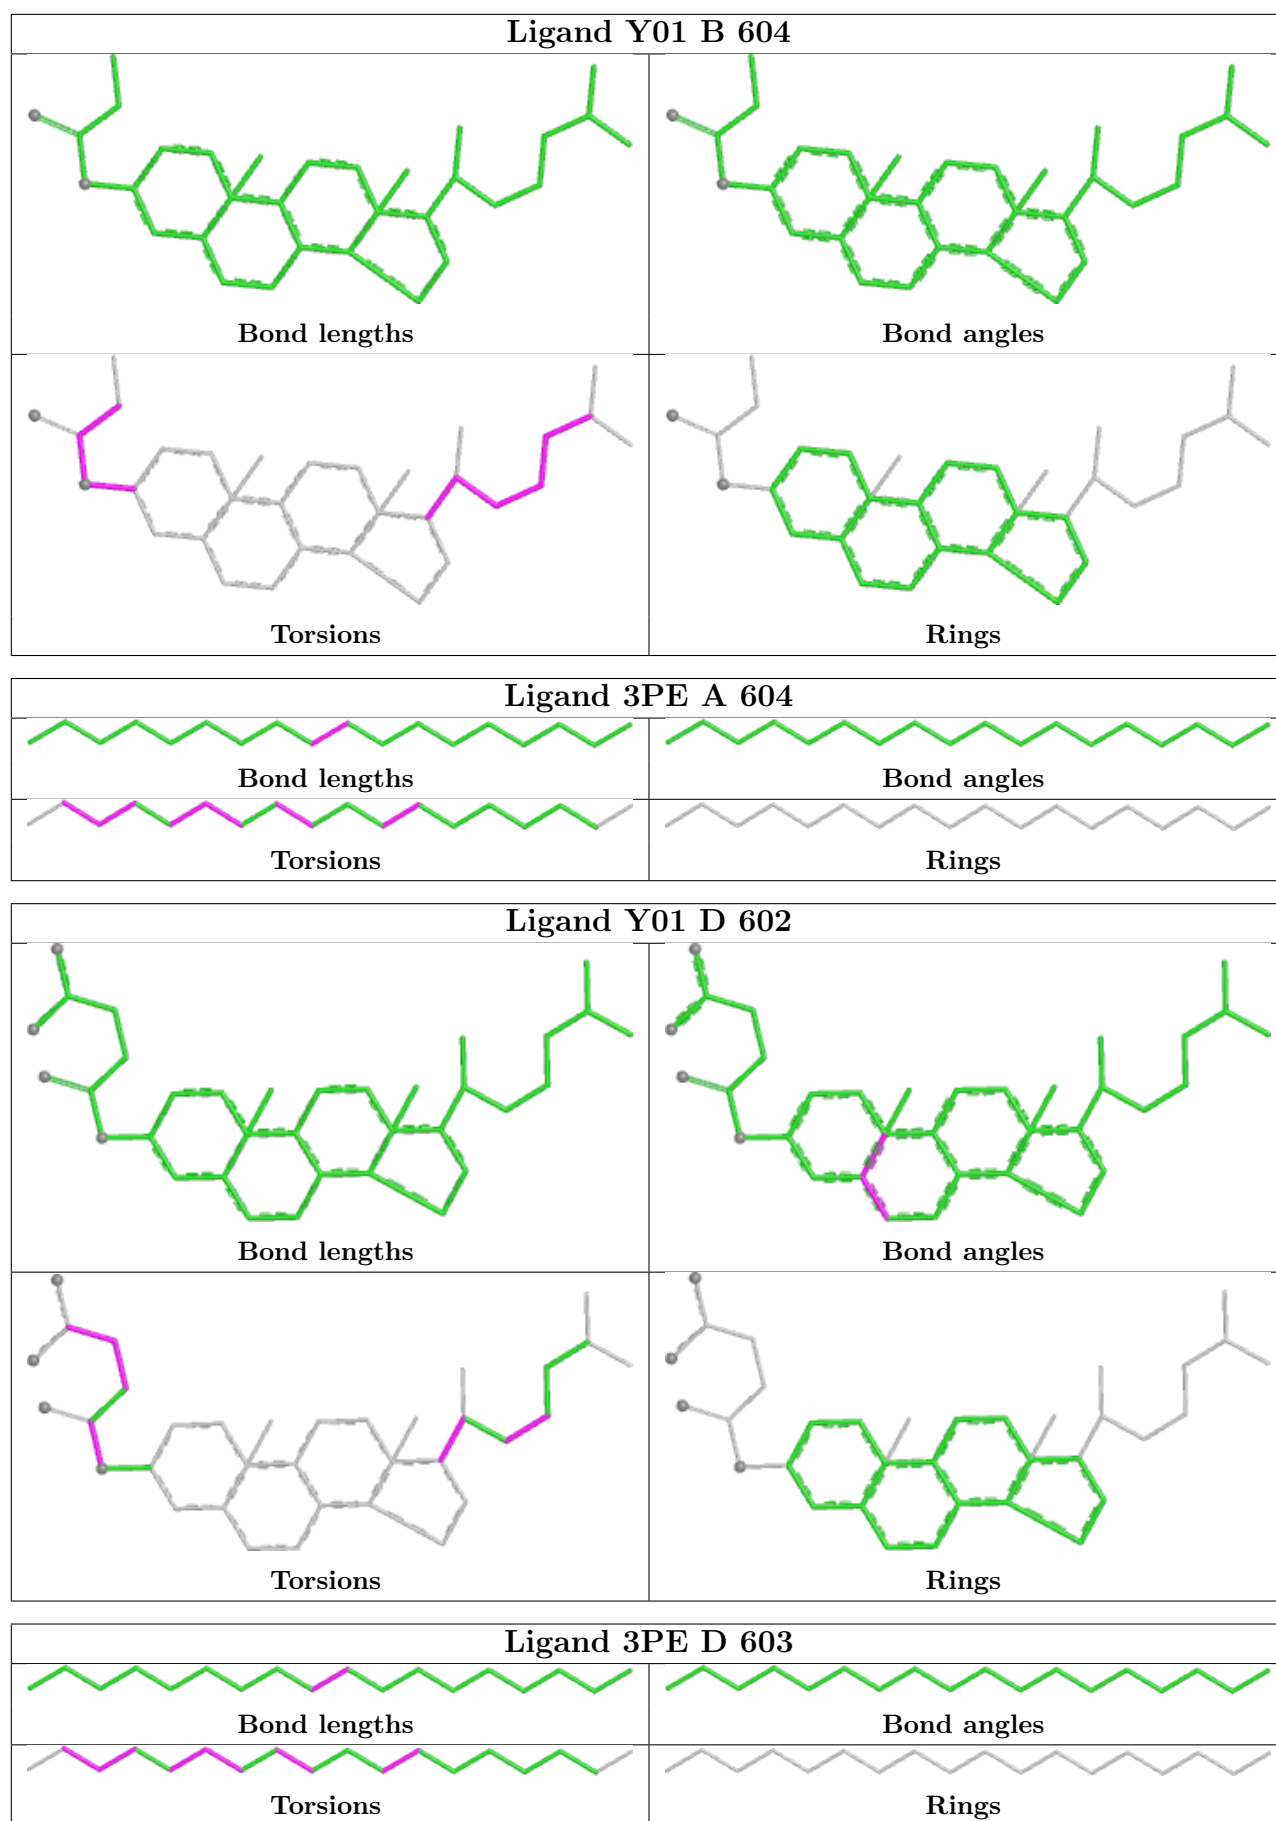 Ligand Y01 B 604
Bond lengths
Bond angles
Torsions
Rings
Ligand 3PE A 604
Bond lengths
Bond angles
Torsions
Rings
Ligand Y01 D 602
Bond lengths
Bond angles
Torsions
Rings
Ligand 3PE D 603
Bond lengths
Bond angles
Torsions
Rings